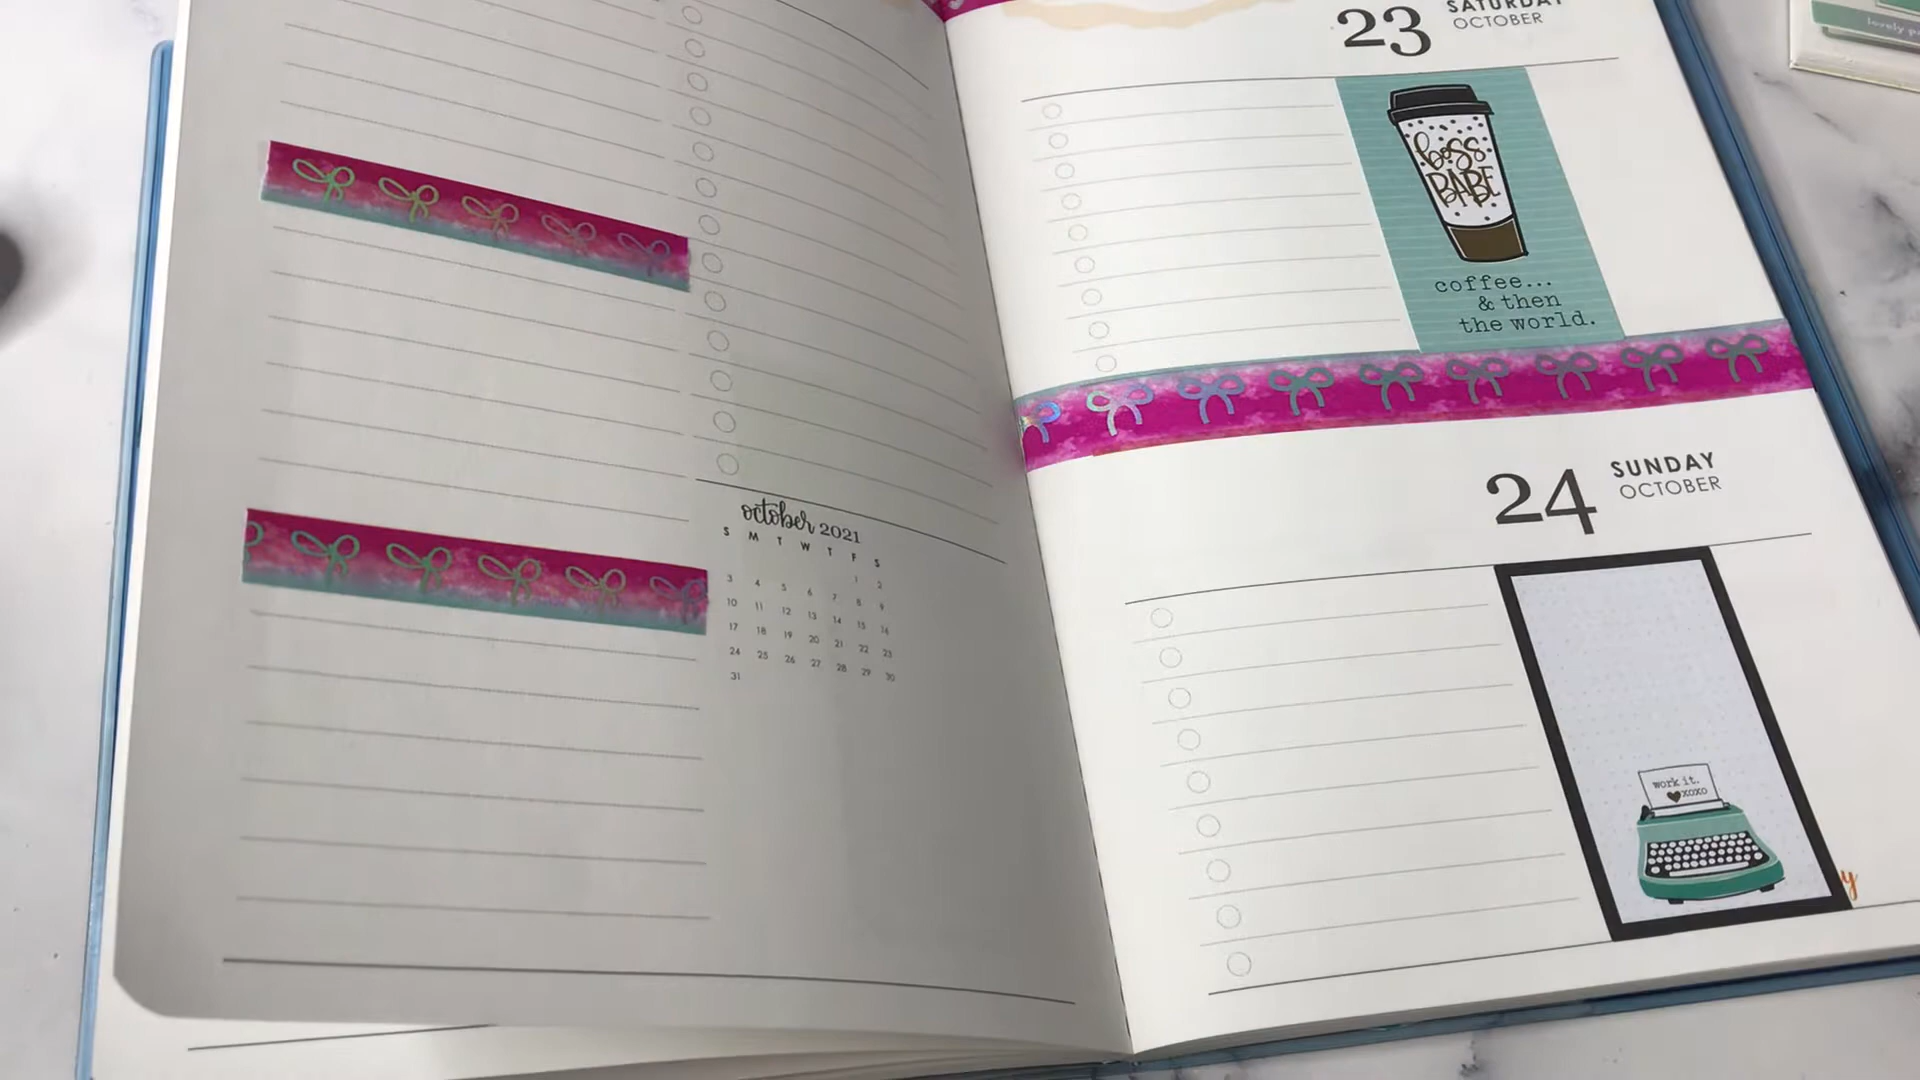 october 2021
S M T W T F S
1 2
3 4 5 6 7 8 9
10 11 12 13 14 15 16
17 18 19 20 21 22 23
24 25 26 27 28 29 30
31
23 SATURDAY
OCTOBER
boss
BABE
coffee...
& then
the world.
24 SUNDAY
OCTOBER
work it.
xoxo
lovely